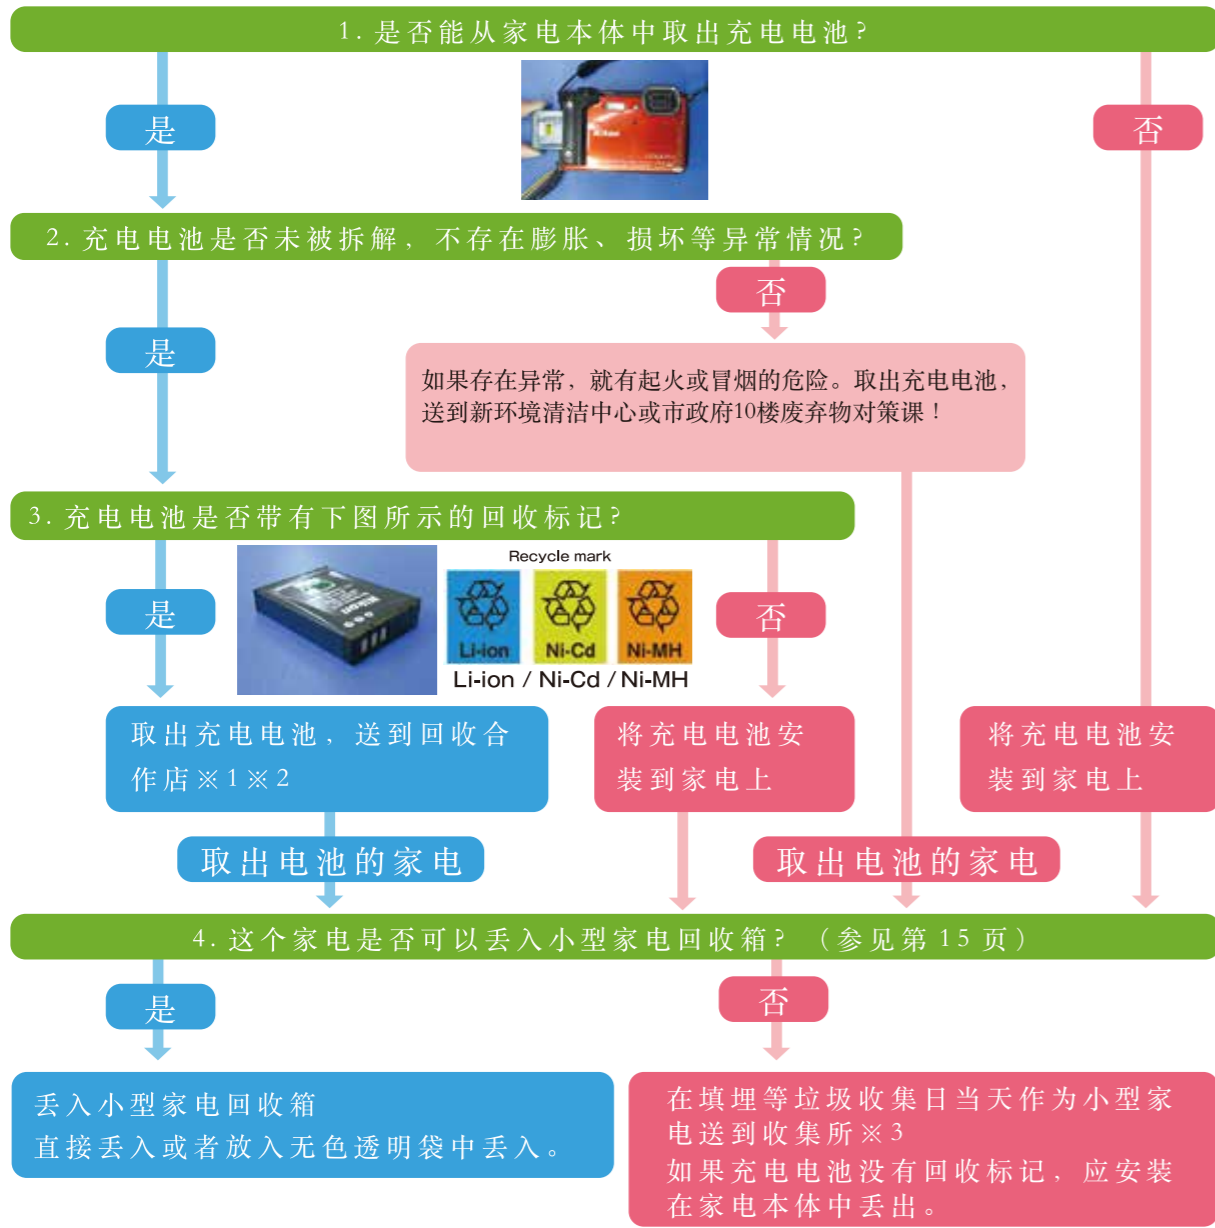 1. 是否能从家电本体中取出充电电池?
是
否
Nikon
2. 充电电池是否未被拆解，不存在膨胀、损坏等异常情况?
否
是
如果存在异常，就有起火或冒烟的危险。取出充电电池，
送到新环境清洁中心或市政府10楼废弃物对策课！
3. 充电电池是否带有下图所示的回收标记?
Recycle mark
是
否
Nikon
Li-ion
Ni-Cd
Ni-MH
Li-ion / Ni-Cd / Ni-MH
取出充电电池，送到回收合
作店※1※2
将充电电池安
装到家电上
将充电电池安
装到家电上
取出电池的家电
取出电池的家电
4. 这个家电是否可以丢入小型家电回收箱? （参见第 15 页）
是
否
丢入小型家电回收箱
直接丢入或者放入无色透明袋中丢入。
在填埋等垃圾收集日当天作为小型家
电送到收集所※3
如果充电电池没有回收标记，应安装
在家电本体中丢出。